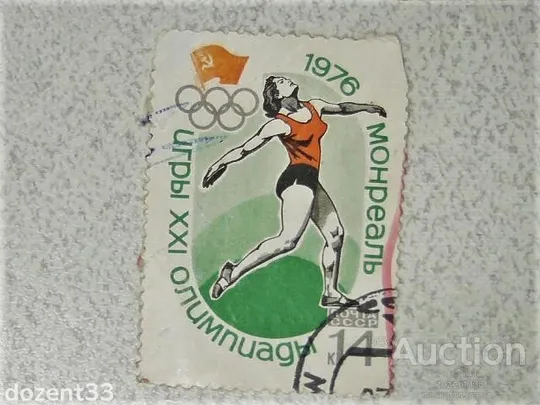 1976
МОНРЕАЛЬ
ИГРЫ XXI ОЛИМПИАДЫ
ПОЧТА
СССР
14 К
Auction
dozent33